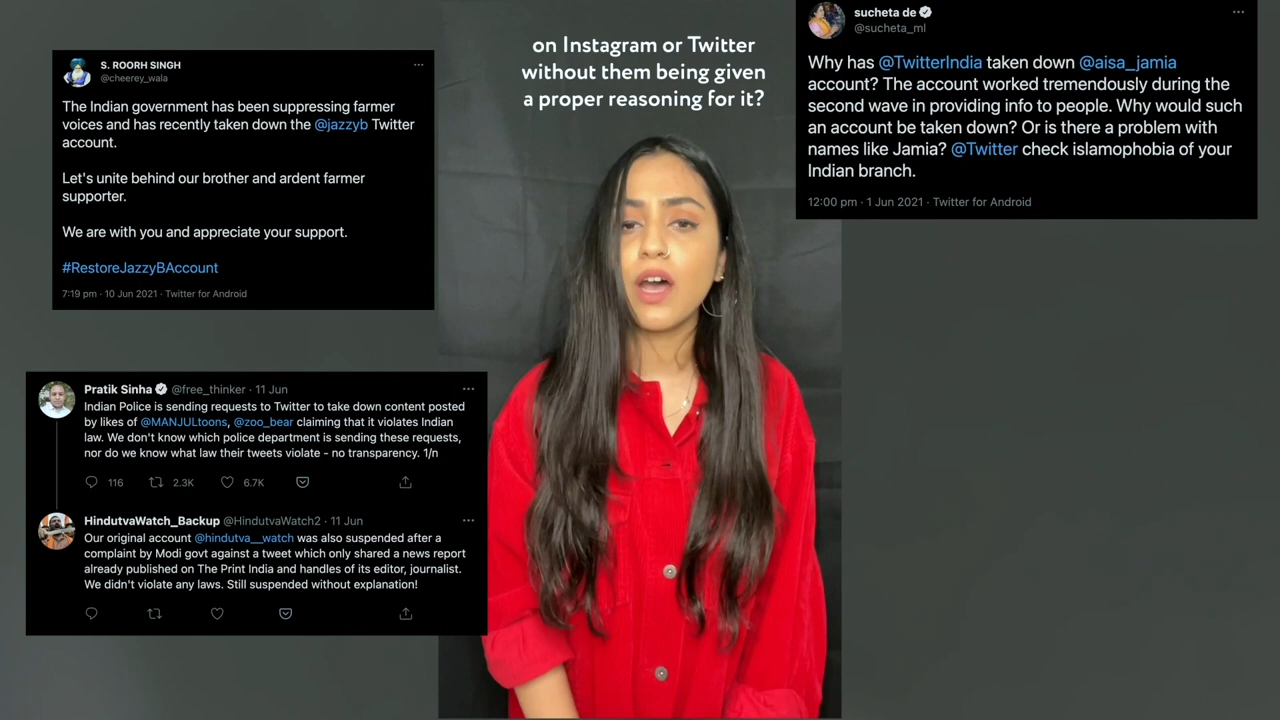 S. ROORH SINGH
@cheerey_wala
The Indian government has been suppressing farmer
voices and has recently taken down the @jazzyb Twitter
account.
Let's unite behind our brother and ardent farmer
supporter.
We are with you and appreciate your support.
#RestoreJazzyBAccount
7:19 pm · 10 Jun 2021 · Twitter for Android
on Instagram or Twitter
without them being given
a proper reasoning for it?
sucheta de
@sucheta_ml
Why has @TwitterIndia taken down @aisa_jamia
account? The account worked tremendously during the
second wave in providing info to people. Why would such
an account be taken down? Or is there a problem with
names like Jamia? @Twitter check islamophobia of your
Indian branch.
12:00 pm · 1 Jun 2021 · Twitter for Android
Pratik Sinha @free_thinker · 11 Jun
Indian Police is sending requests to Twitter to take down content posted
by likes of @MANJULtoons, @zoo_bear claiming that it violates Indian
law. We don't know which police department is sending these requests,
nor do we know what law their tweets violate - no transparency. 1/n
116 2.3K 6.7K
HindutvaWatch_Backup @HindutvaWatch2 · 11 Jun
Our original account @hindutva__watch was also suspended after a
complaint by Modi govt against a tweet which only shared a news report
already published on The Print India and handles of its editor, journalist.
We didn't violate any laws. Still suspended without explanation!